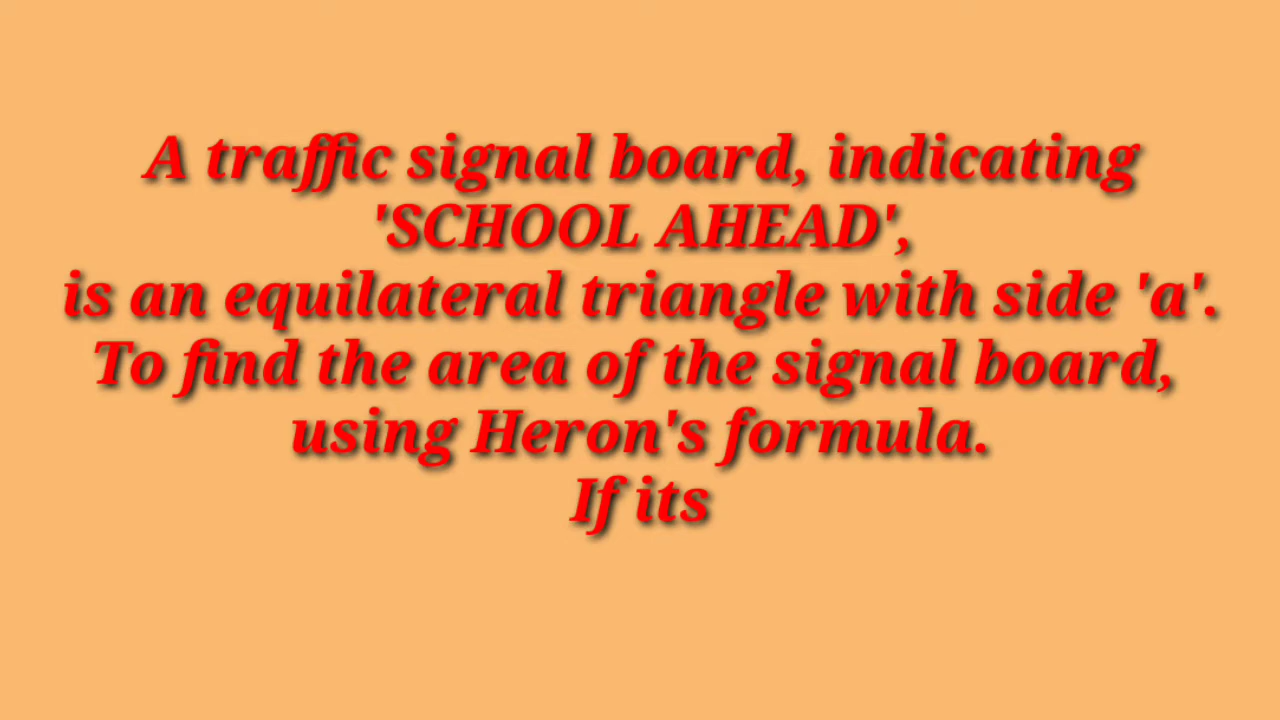 A traffic signal board, indicating
'SCHOOL AHEAD',
is an equilateral triangle with side 'a'.
To find the area of the signal board,
using Heron's formula.
If its